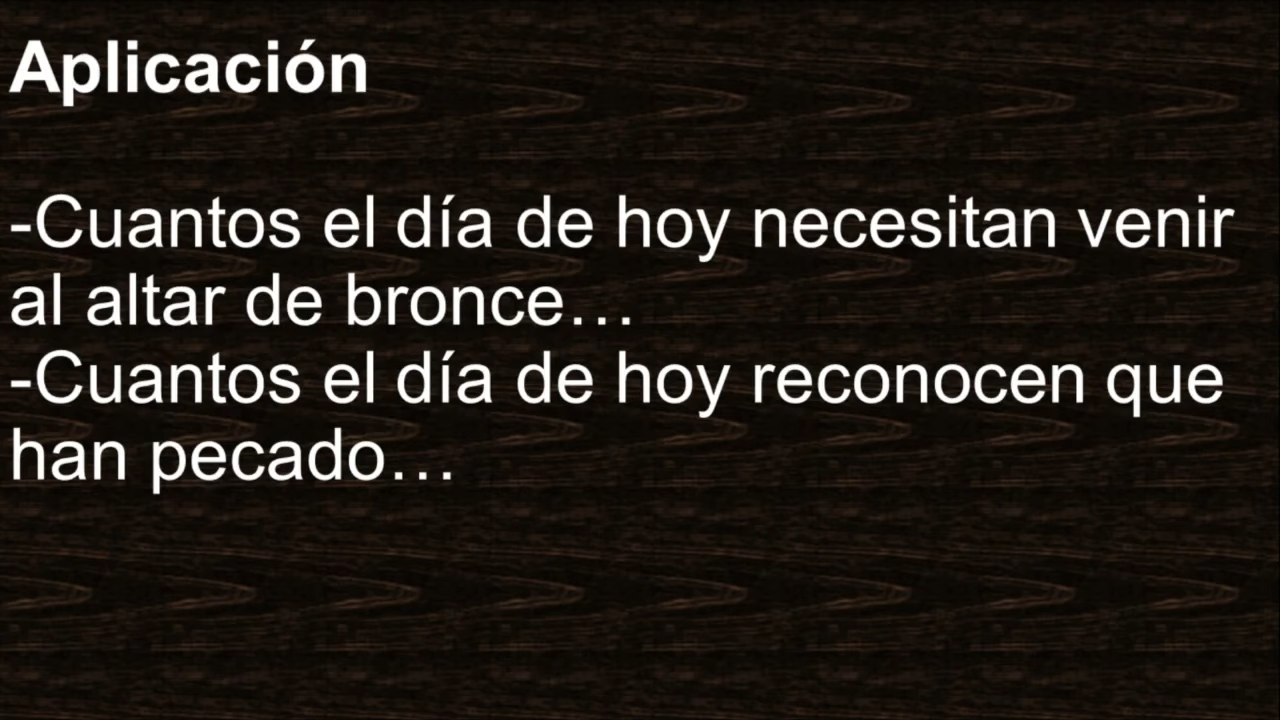 Aplicación
-Cuantos el día de hoy necesitan venir
al altar de bronce…
-Cuantos el día de hoy reconocen que
han pecado…